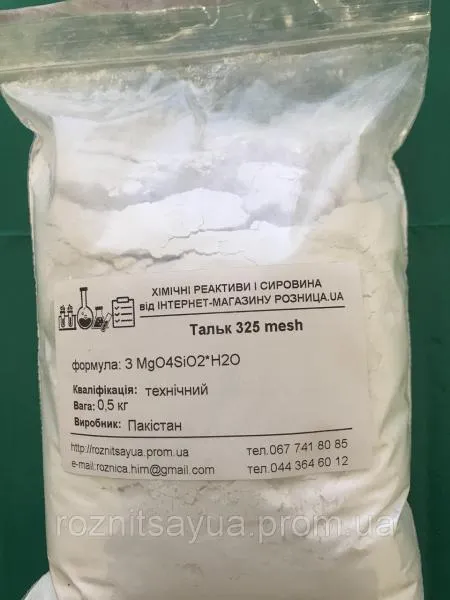 ХІМІЧНІ РЕАКТИВИ І СИРОВИНА
від ІНТЕРНЕТ-МАГАЗИНУ РОЗНИЦА.UA
Тальк 325 mesh
формула: 3 MgO4SiO2*H2O
Кваліфікація: технічний
Вага: 0,5 кг
Виробник: Пакістан
http://roznitsayua.prom.ua тел.067 741 80 85
e-mail:roznica.him@gmail.com тел.044 364 60 12
roznitsayua.prom.ua